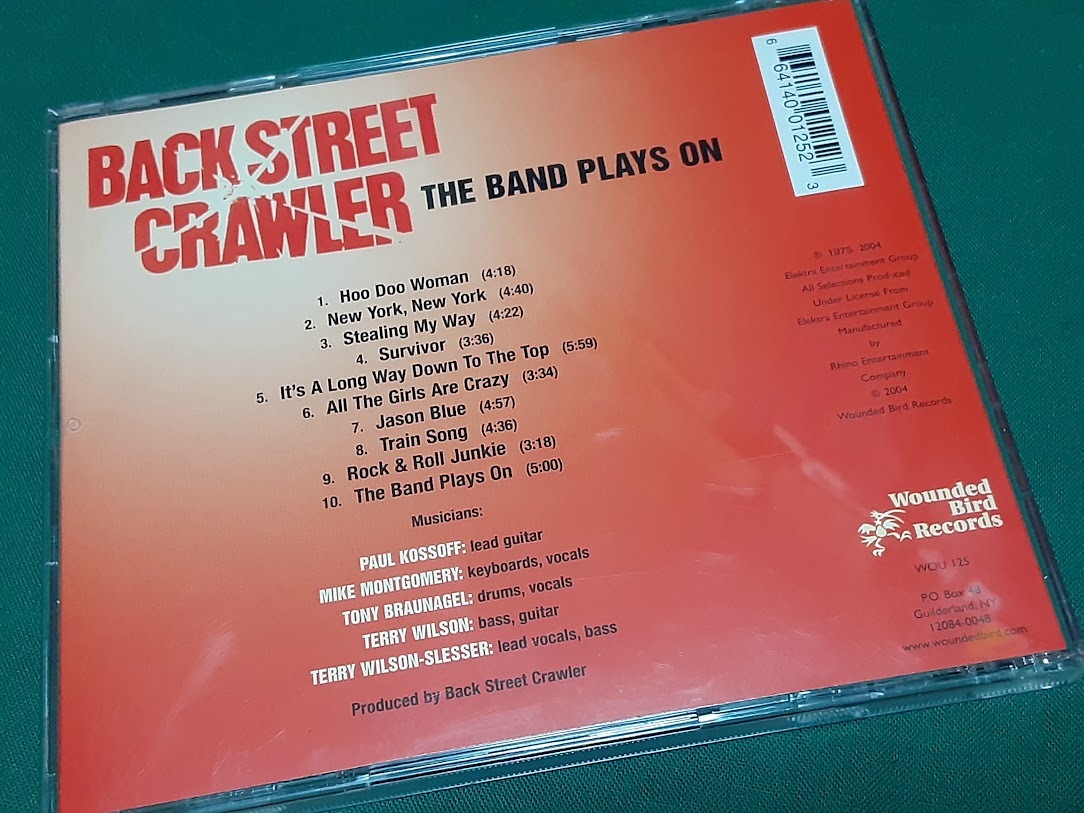 BACK STREET
CRAWLER
THE BAND PLAYS ON
1. Hoo Doo Woman (4:18)
2. New York, New York (4:40)
3. Stealing My Way (4:22)
4. Survivor (3:36)
5. It's A Long Way Down To The Top (5:59)
6. All The Girls Are Crazy (3:34)
7. Jason Blue (4:57)
8. Train Song (4:36)
9. Rock & Roll Junkie (3:18)
10. The Band Plays On (5:00)
Musicians:
PAUL KOSSOFF: lead guitar
MIKE MONTGOMERY: keyboards, vocals
TONY BRAUNAGEL: drums, vocals
TERRY WILSON: bass, guitar
TERRY WILSON-SLESSER: lead vocals, bass
Produced by Back Street Crawler
6 64140 01252 3
℗ 1975, 2004
Elektra Entertainment Group
All Selections Produced
Under License From
Elektra Entertainment Group
Manufactured
by
Rhino Entertainment
Company.
© 2004
Wounded Bird Records
Wounded
Bird
Records
WOU 125
P.O. Box 48
Guilderland, NY
12084-0048
www.woundedbird.com